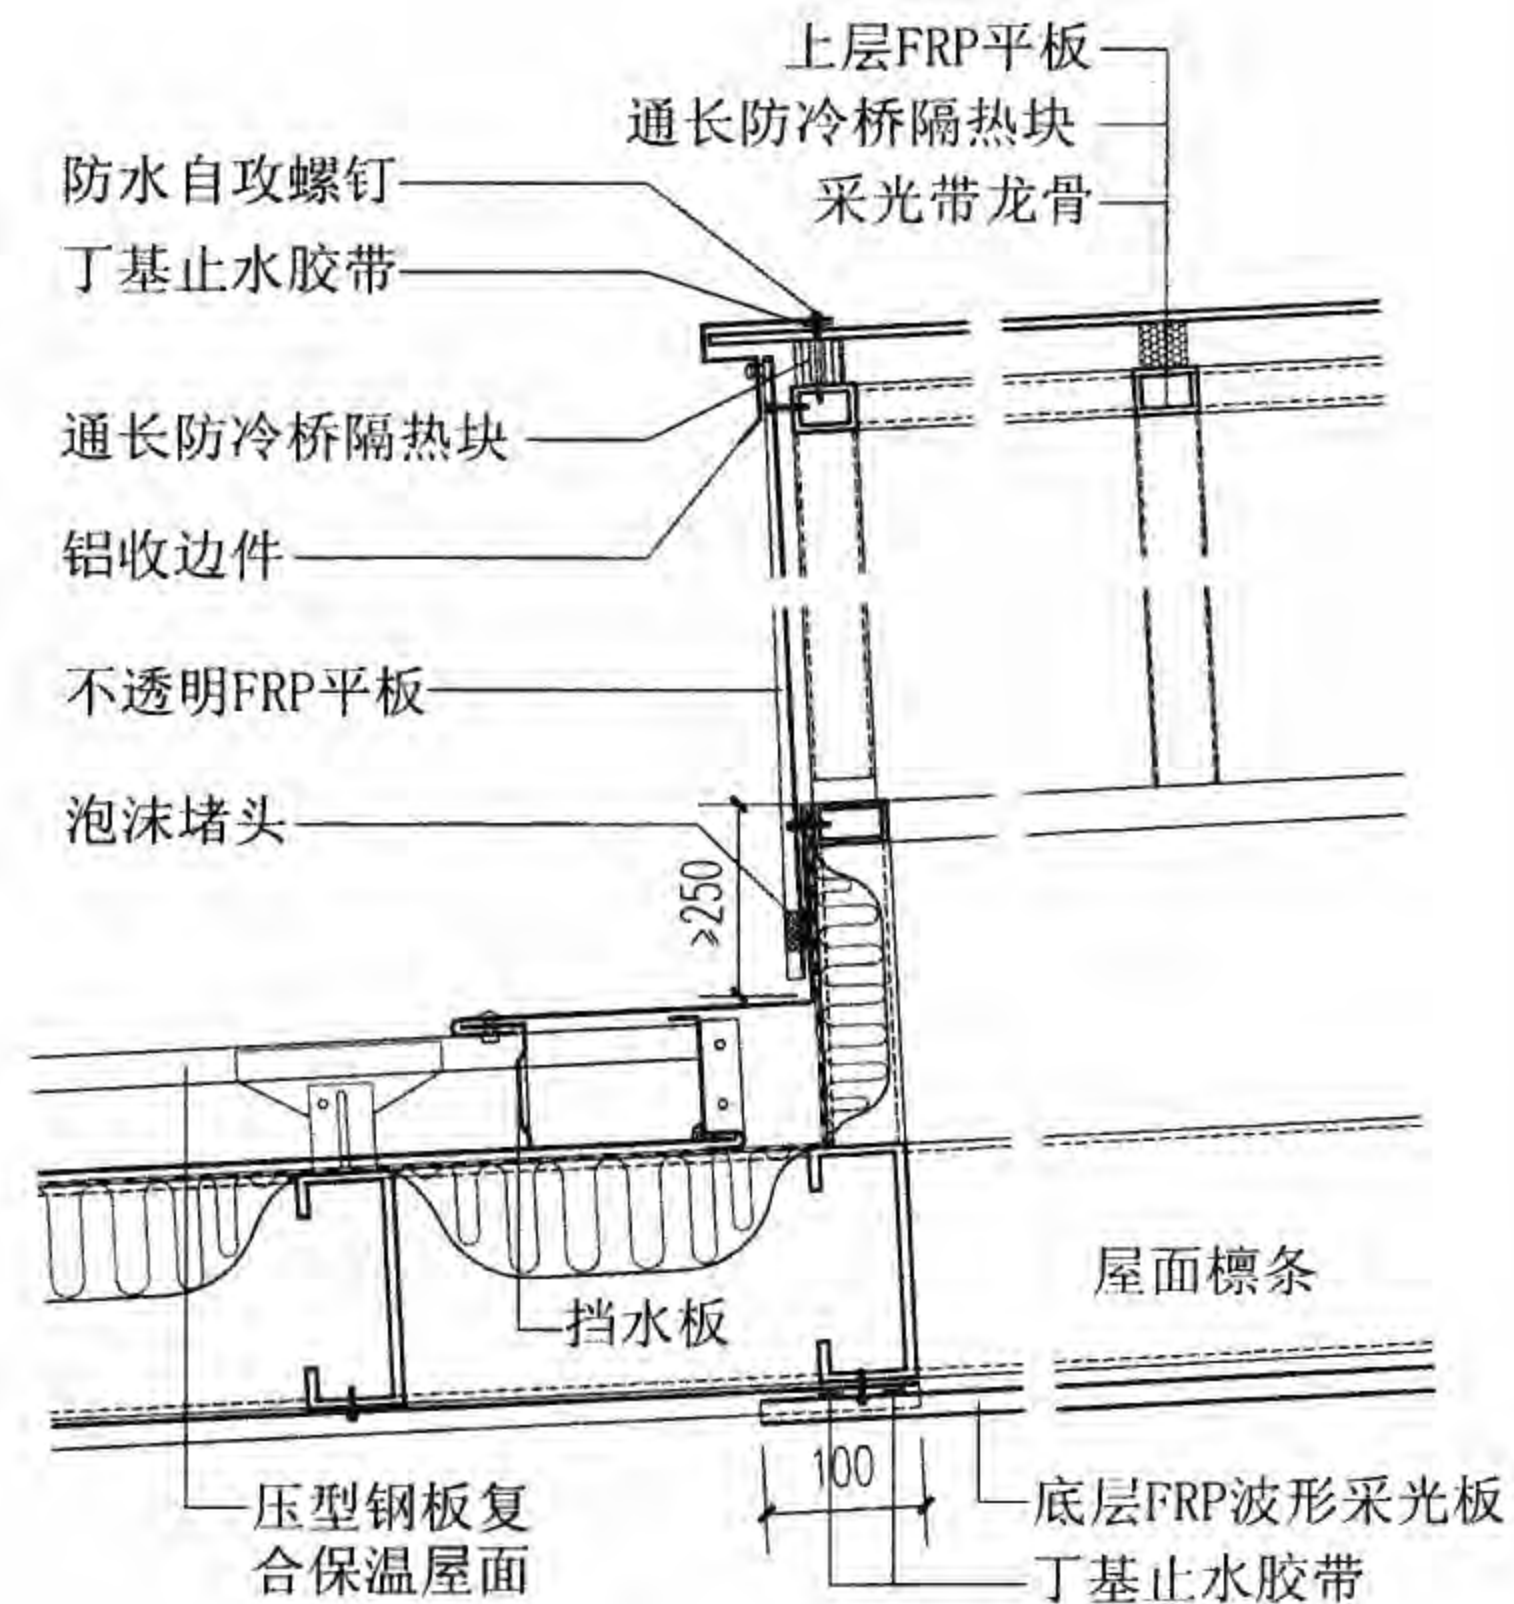 上层FRP平板
通长防冷桥隔热块
采光带龙骨
防水自攻螺钉
丁基止水胶带
通长防冷桥隔热块
铝收边件
不透明FRP平板
泡沫堵头
≥250
屋面檩条
挡水板
100
压型钢板复
合保温屋面
底层FRP波形采光板
丁基止水胶带